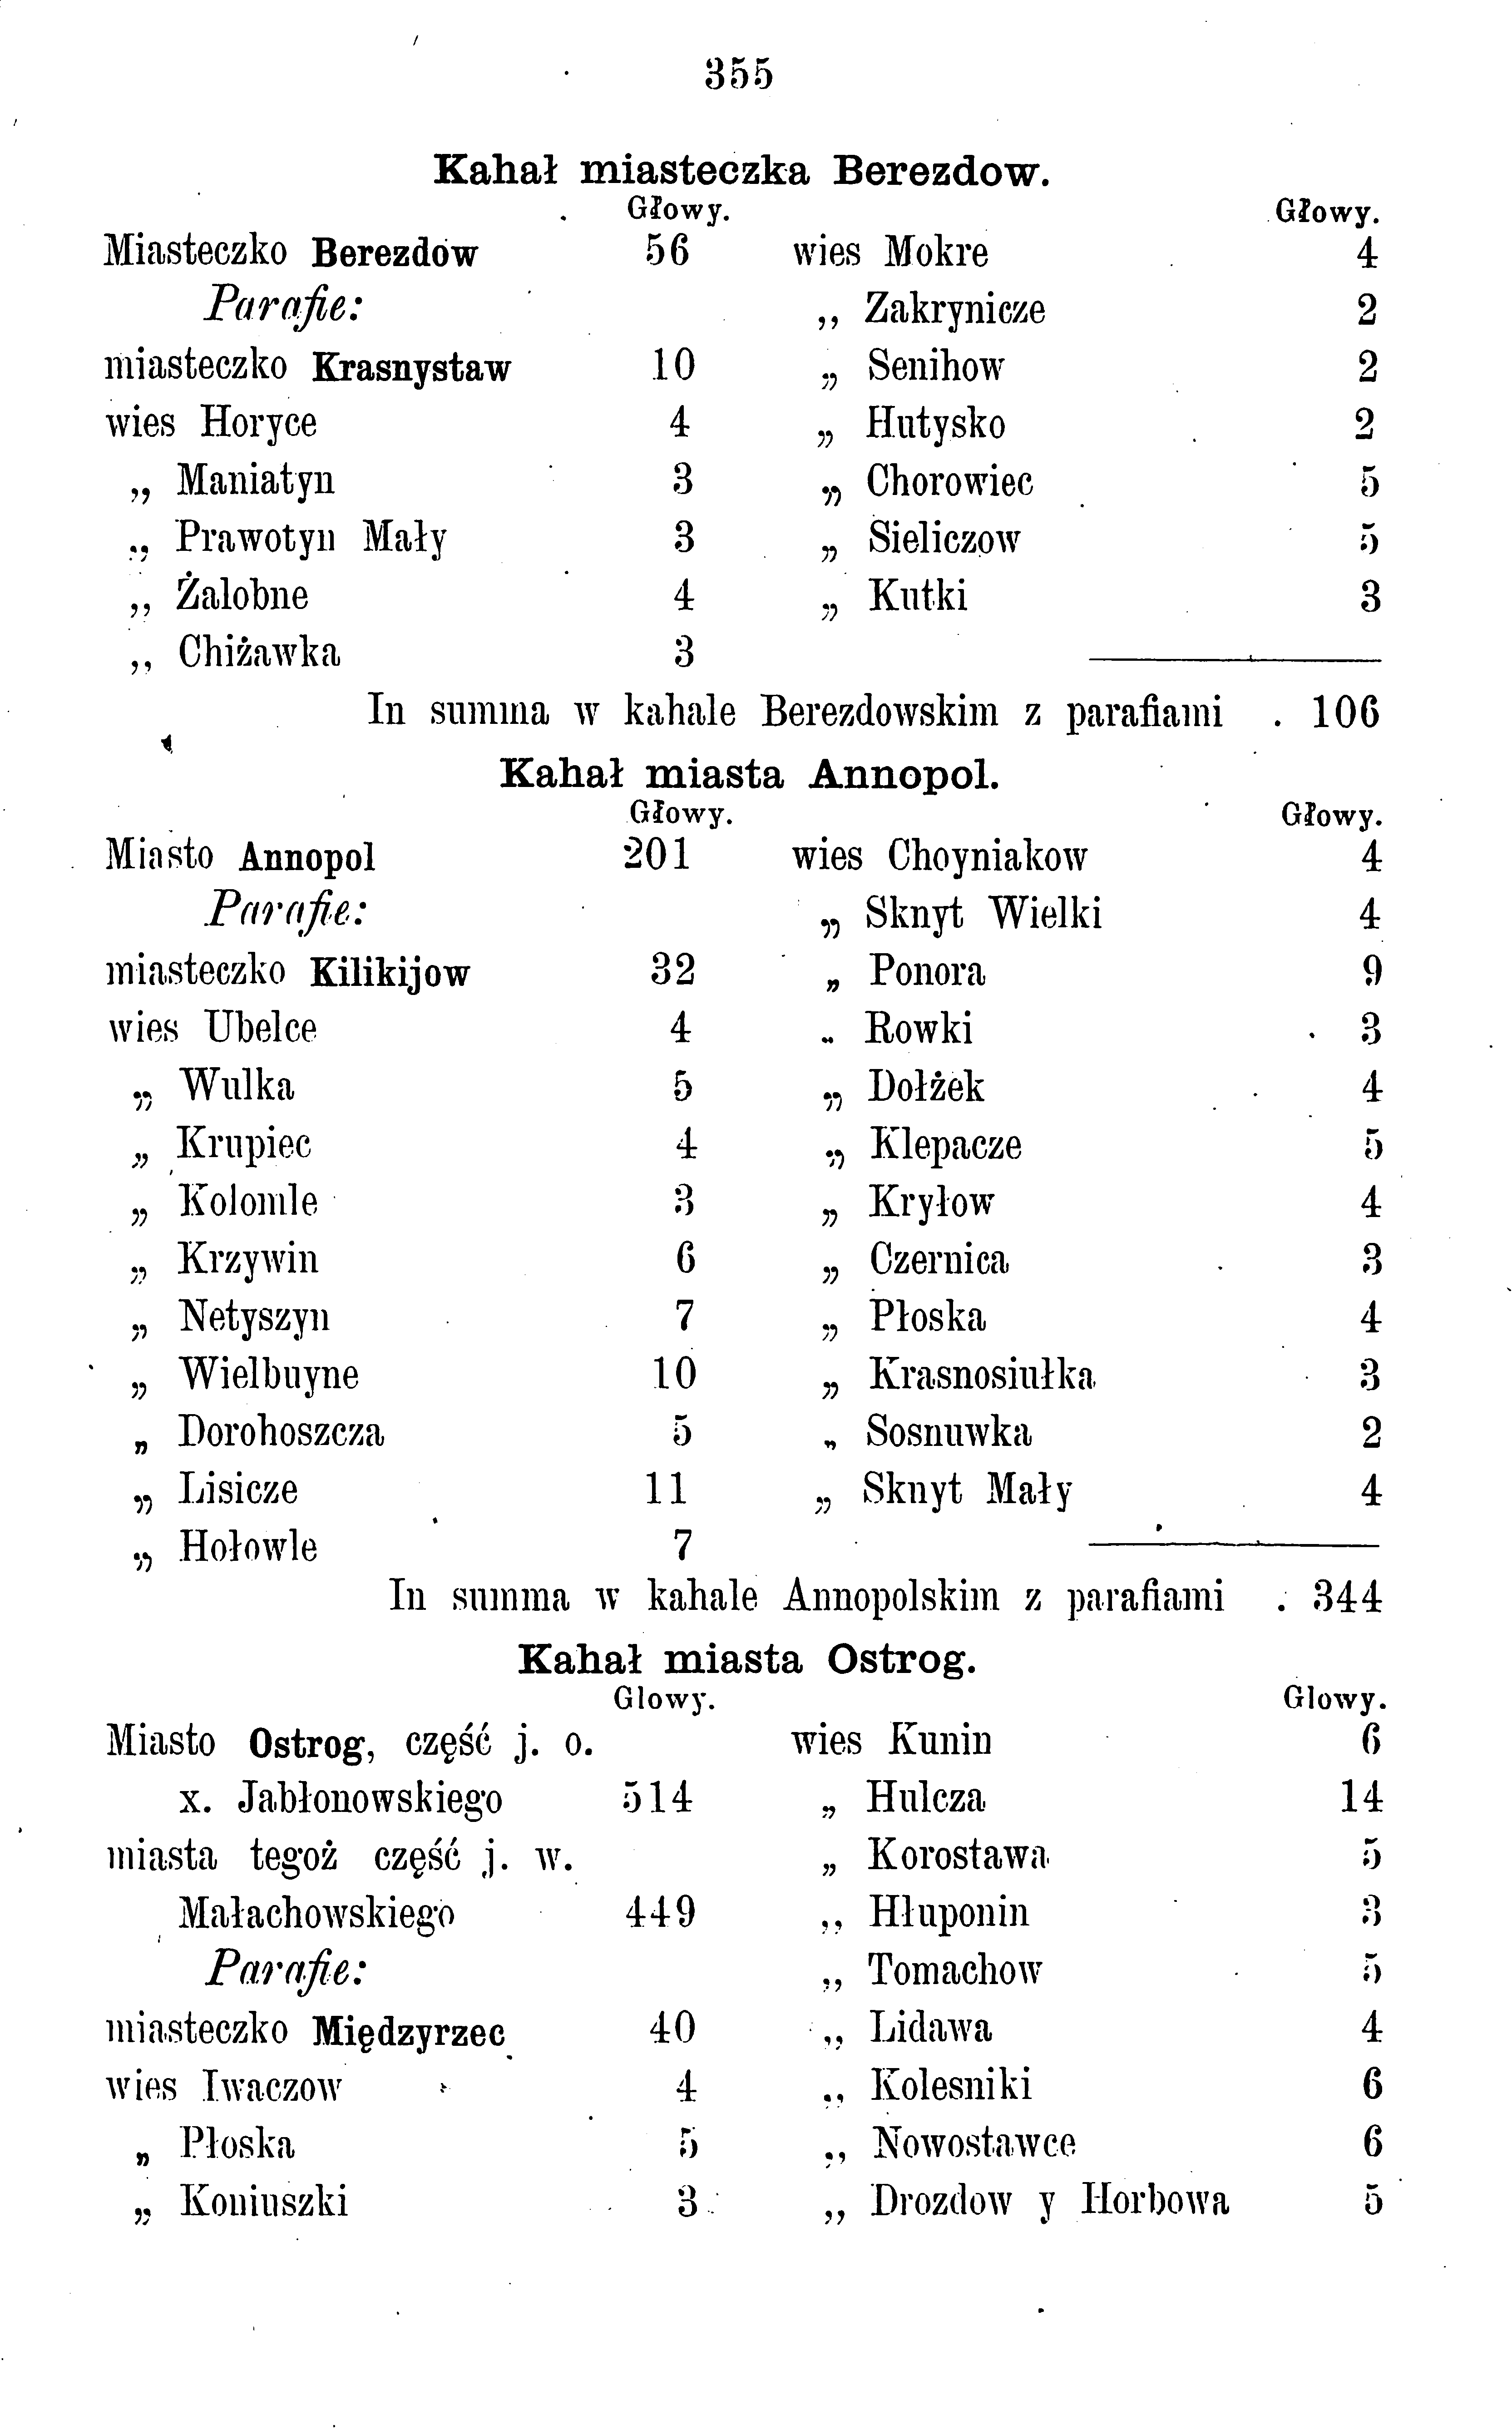 355
Kahał miasteczka Berezdow.
Głowy.
Miasteczko Berezdow 56
Parafie:
miasteczko Krasnystaw 10
wies Horyce 4
„ Maniatyn 3
„ Prawotyn Mały 3
„ Żalobne 4
„ Chiżawka 3
Głowy.
wies Mokre 4
„ Zakrynicze 2
„ Senihow 2
„ Hutysko 2
„ Chorowiec 5
„ Sieliczow 5
„ Kutki 3
In summa w kahale Berezdowskim z parafiami . 106
Kahał miasta Annopol.
Głowy.
Miasto Annopol 201
Parafie:
miasteczko Kilikijow 32
wies Ubelce 4
„ Wulka 5
„ Krupiec 4
„ Kolomle 3
„ Krzywin 6
„ Netyszyn 7
„ Wielbuyne 10
„ Dorohoszcza 5
„ Lisicze 11
„ Hołowle 7
Głowy.
wies Choyniakow 4
„ Sknyt Wielki 4
„ Ponora 9
„ Rowki 3
„ Dołżek 4
„ Klepacze 5
„ Kryłow 4
„ Czernica 3
„ Płoska 4
„ Krasnosiułka 3
„ Sosnuwka 2
„ Sknyt Mały 4
In summa w kahale Annopolskim z parafiami . 344
Kahał miasta Ostrog.
Glowy.
Miasto Ostrog, część j. o.
x. Jabłonowskiego 514
miasta tegoż część j. w.
Małachowskiego 449
Parafie:
miasteczko Międzyrzec 40
wies Iwaczow 4
„ Płoska 5
„ Koniuszki 3
Glowy.
wies Kunin 6
„ Hulcza 14
„ Korostawa 5
„ Hłuponin 3
„ Tomachow 5
„ Lidawa 4
„ Kolesniki 6
„ Nowostawce 6
„ Drozdow y Horbowa 5